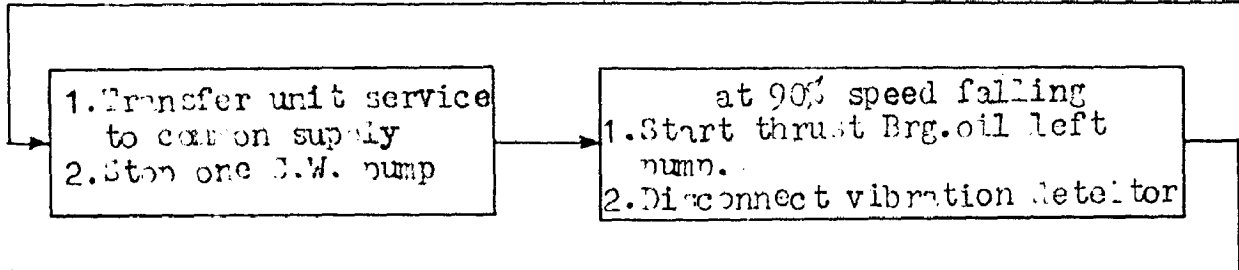 1.Transfer unit service
to common supply
2.Stop one C.W. pump
at 90% speed falling
1.Start thrust Brg.oil left
pump.
2.Disconnect vibration detector